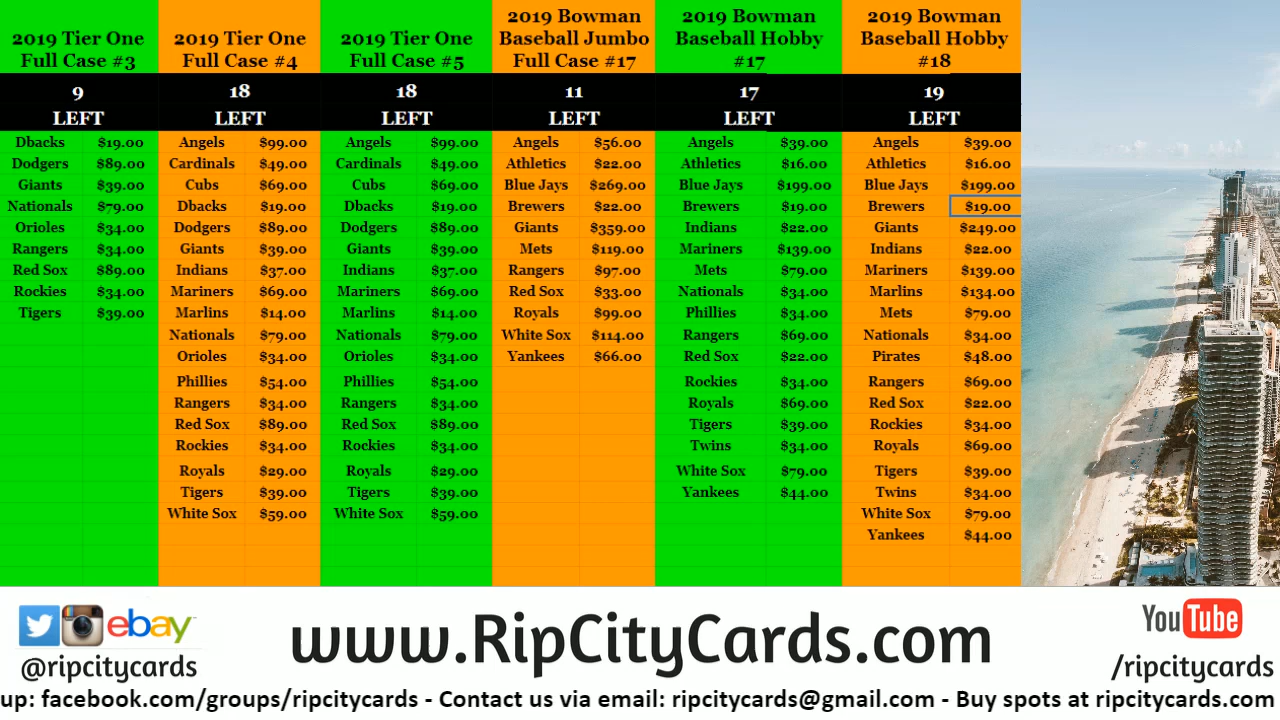 2019 Tier One
Full Case #3
9
LEFT
Dbacks $19.00
Dodgers $89.00
Giants $39.00
Nationals $79.00
Orioles $34.00
Rangers $34.00
Red Sox $89.00
Rockies $34.00
Tigers $39.00
2019 Tier One
Full Case #4
18
LEFT
Angels $99.00
Cardinals $49.00
Cubs $69.00
Dbacks $19.00
Dodgers $89.00
Giants $39.00
Indians $37.00
Mariners $69.00
Marlins $14.00
Nationals $79.00
Orioles $34.00
Phillies $54.00
Rangers $34.00
Red Sox $89.00
Rockies $34.00
Royals $29.00
Tigers $39.00
White Sox $59.00
2019 Tier One
Full Case #5
18
LEFT
Angels $99.00
Cardinals $49.00
Cubs $69.00
Dbacks $19.00
Dodgers $89.00
Giants $39.00
Indians $37.00
Mariners $69.00
Marlins $14.00
Nationals $79.00
Orioles $34.00
Phillies $54.00
Rangers $34.00
Red Sox $89.00
Rockies $34.00
Royals $29.00
Tigers $39.00
White Sox $59.00
2019 Bowman
Baseball Jumbo
Full Case #17
11
LEFT
Angels $56.00
Athletics $22.00
Blue Jays $269.00
Brewers $22.00
Giants $359.00
Mets $119.00
Rangers $97.00
Red Sox $33.00
Royals $99.00
White Sox $114.00
Yankees $66.00
2019 Bowman
Baseball Hobby
#17
17
LEFT
Angels $39.00
Athletics $16.00
Blue Jays $199.00
Brewers $19.00
Indians $22.00
Mariners $139.00
Mets $79.00
Nationals $34.00
Phillies $34.00
Rangers $69.00
Red Sox $22.00
Rockies $34.00
Royals $69.00
Tigers $39.00
Twins $34.00
White Sox $79.00
Yankees $44.00
2019 Bowman
Baseball Hobby
#18
19
LEFT
Angels $39.00
Athletics $16.00
Blue Jays $199.00
Brewers $19.00
Giants $249.00
Indians $22.00
Mariners $139.00
Marlins $134.00
Mets $79.00
Nationals $34.00
Pirates $48.00
Rangers $69.00
Red Sox $22.00
Rockies $34.00
Royals $69.00
Tigers $39.00
Twins $34.00
White Sox $79.00
Yankees $44.00
ebay
@ripcitycards
www.RipCityCards.com
YouTube
/ripcitycards
up: facebook.com/groups/ripcitycards - Contact us via email: ripcitycards@gmail.com - Buy spots at ripcitycards.com